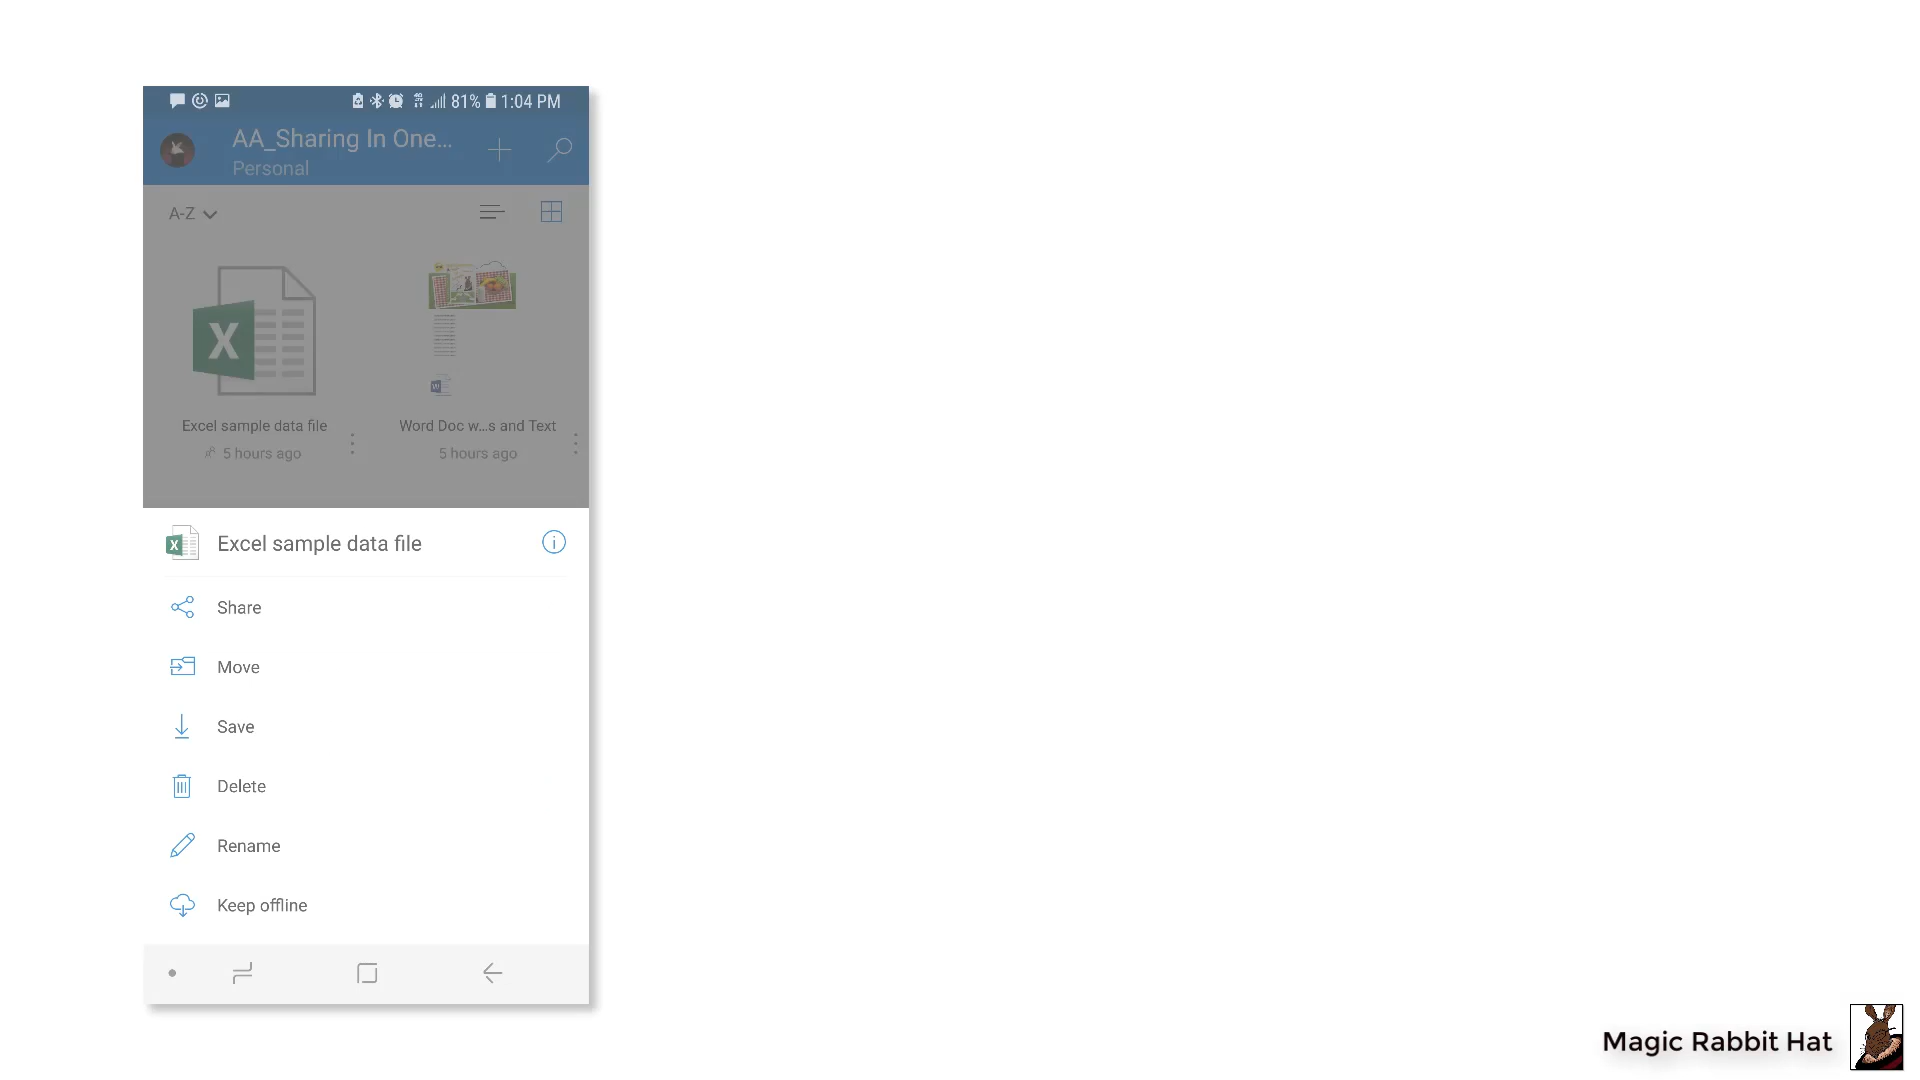 81% 1:04 PM
AA_Sharing In One...
Personal
A-Z
Excel sample data file
5 hours ago
Word Doc w...s and Text
5 hours ago
Excel sample data file
Share
Move
Save
Delete
Rename
Keep offline
Magic Rabbit Hat